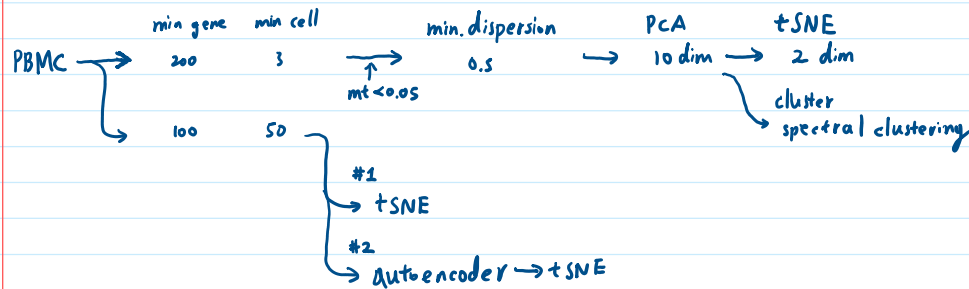 min gene min cell min. dispersion PCA tSNE
PBMC → 200 3 → 0.5 → 10 dim → 2 dim
↑
mt<0.05
cluster
spectral clustering
100 50
#1
tSNE
#2
autoencoder → tSNE